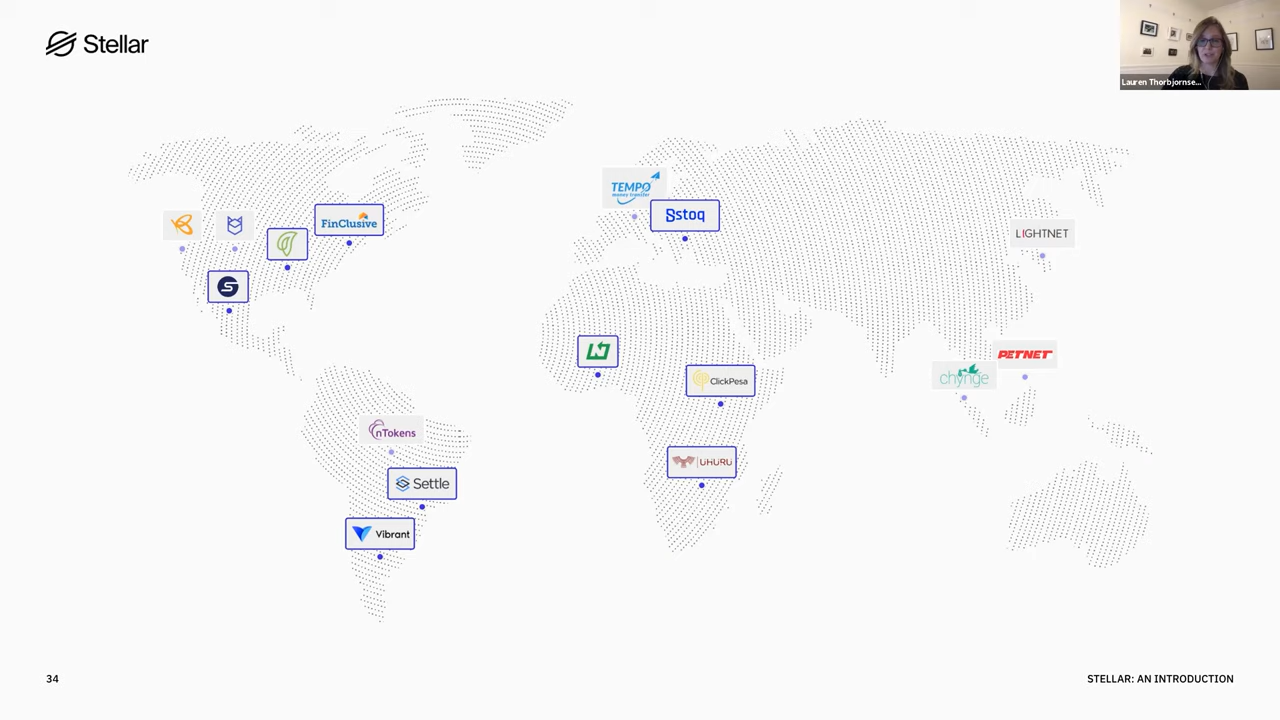 Stellar
Lauren Thorbjornse...
TEMPO
money transfer
FinClusive
Bstoq
LIGHTNET
PETNET
ClickPesa
chynge
nTokens
UHURU
Settle
Vibrant
34
STELLAR: AN INTRODUCTION